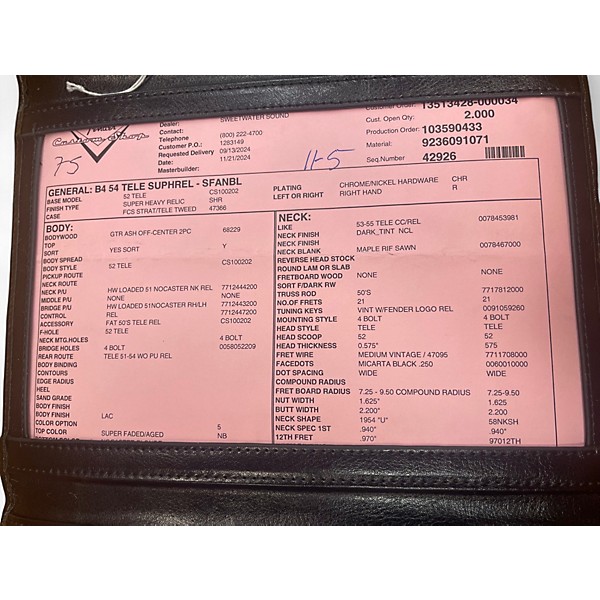 Custom Shop
75
11-5
Dealer: SWEETWATER SOUND
Contact:
Telephone (800) 222-4700
Customer P.O.: 1283149
Requested Delivery 09/13/2024
Due: 11/21/2024
Masterbuilder:
Customer Order: 13513428-000034
Cust. Open Qty: 2.000
Production Order: 103590433
Material: 9236091071
Seq.Number 42926
GENERAL: B4 54 TELE SUPHREL - SFANBL
BASE MODEL 52 TELE CS100202
FINISH TYPE SUPER HEAVY RELIC SHR
CASE FCS STRAT/TELE TWEED 47366
PLATING CHROME/NICKEL HARDWARE CHR
LEFT OR RIGHT RIGHT HAND R
BODY:
BODYWOOD GTR ASH OFF-CENTER 2PC 68229
TOP
SORT YES SORT Y
BODY SPREAD
BODY STYLE 52 TELE CS100202
PICKUP ROUTE
NECK ROUTE
NECK P/U HW LOADED 51 NOCASTER NK REL 7712443200
MIDDLE P/U NONE NONE
BRIDGE P/U HW LOADED 51NOCASTER RH/LH 7712443200
CONTROL REL 7712447200
ACCESSORY FAT 50'S TELE REL CS100202
F-HOLE 52 TELE
NECK MTG.HOLES 4 BOLT
BRIDGE HOLES 4 BOLT 0058052209
REAR ROUTE TELE 51-54 WO PU REL
BODY BINDING
CONTOURS
EDGE RADIUS
HEEL
SAND GRADE
BODY FINISH
BODY FINISH LAC
COLOR OPTION 5
TOP COLOR SUPER FADED/AGED NB
NECK:
LIKE 53-55 TELE CC/REL 0078453981
NECK FINISH DARK_TINT NCL
NECK FINISH
NECK BLANK MAPLE RIF SAWN 0078467000
REVERSE HEAD STOCK
ROUND LAM OR SLAB
FRETBOARD WOOD NONE NONE
SORT F/DARK RW
TRUSS ROD 50'S 7717812000
NO.OF FRETS 21 21
TUNING KEYS VINT W/FENDER LOGO REL 0091059260
MOUNTING STYLE 4 BOLT 4 BOLT
HEAD STYLE TELE TELE
HEAD SCOOP 52 52
HEAD THICKNESS 0.575" 575
FRET WIRE MEDIUM VINTAGE / 47095 7711708000
FACEDOTS MICARTA BLACK .250 0060010000
DOT SPACING WIDE WIDE
COMPOUND RADIUS
FRET BOARD RADIUS 7.25 - 9.50 COMPOUND RADIUS 7.25-9.50
NUT WIDTH 1.625" 1.625
BUTT WIDTH 2.200" 2.200
NECK SHAPE 1954 "U" 58NKSH
NECK SPEC 1ST .940" .940"
12TH FRET .970" 97012TH